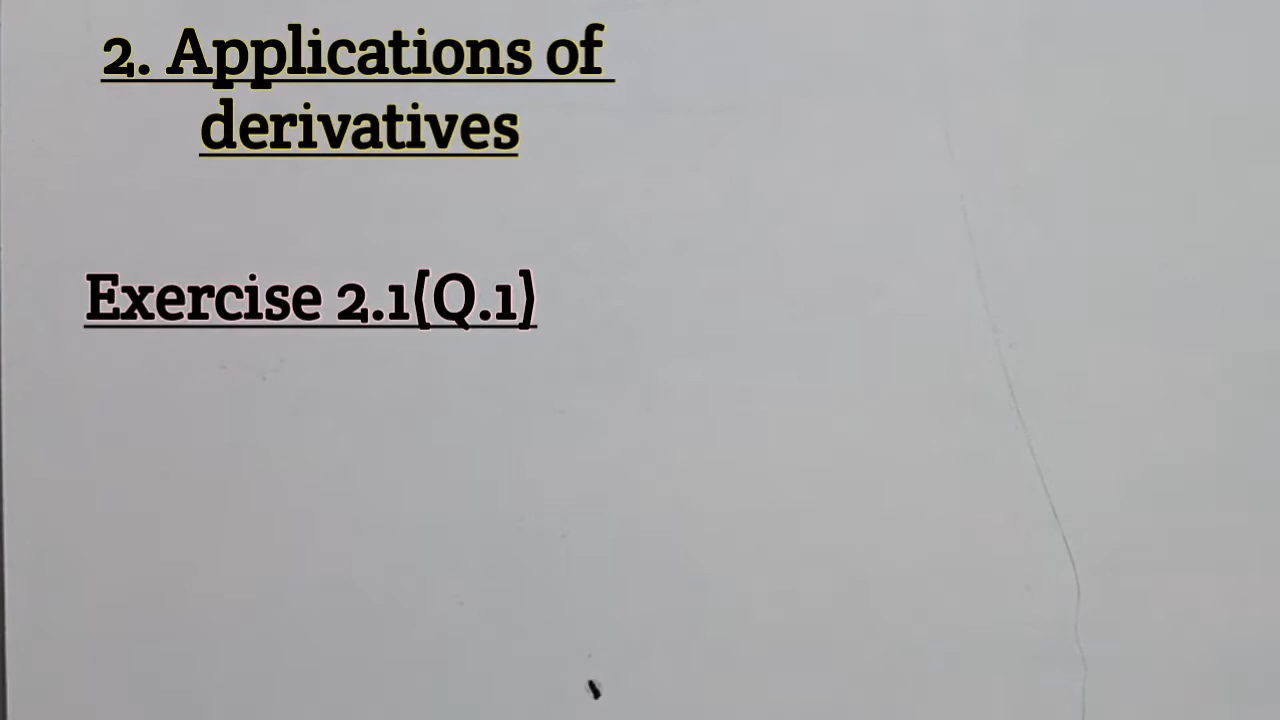 2. Applications of
derivatives
Exercise 2.1(Q.1)